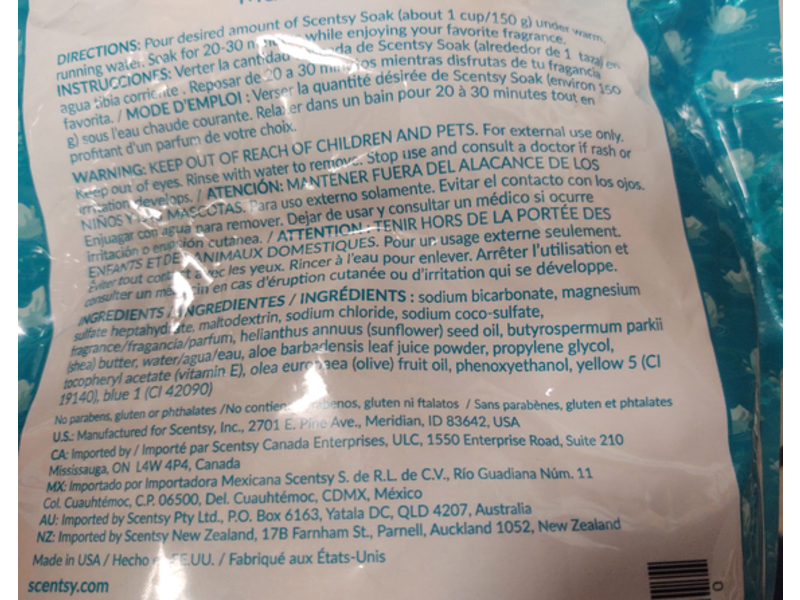 DIRECTIONS: Pour desired amount of Scentsy Soak (about 1 cup/150 g) under warm,
running water. Soak for 20-30 while enjoying your favorite fragrance.
INSTRUCCIONES: Verter la cantidad de Scentsy Soak (alrededor de 1 taza) en
agua tibia corriente. Reposar de 20 a 30 minutos mientras disfrutas de tu fragancia
favorita. / MODE D'EMPLOI : Verser la quantité désirée de Scentsy Soak (environ 150
g) sous l'eau chaude courante. Relaxer dans un bain pour 20 à 30 minutes tout en
profitant d'un parfum de votre choix.
WARNING: KEEP OUT OF REACH OF CHILDREN AND PETS. For external use only.
Keep out of eyes. Rinse with water to remove. Stop use and consult a doctor if rash or
irritation develops. / ATENCIÓN: MANTENER FUERA DEL ALACANCE DE LOS
NIÑOS Y MASCOTAS. Para uso externo solamente. Evitar el contacto con los ojos.
Enjuagar con agua para remover. Dejar de usar y consultar un médico si ocurre
irritación o erupción cutánea. / ATTENTION : TENIR HORS DE LA PORTÉE DES
ENFANTS ET DES ANIMAUX DOMESTIQUES. Pour un usage externe seulement.
Éviter tout contact avec les yeux. Rincer à l'eau pour enlever. Arrêter l'utilisation et
consulter un médecin en cas d'éruption cutanée ou d'irritation qui se développe.
INGREDIENTS / INGREDIENTES / INGRÉDIENTS : sodium bicarbonate, magnesium
sulfate heptahydrate, maltodextrin, sodium chloride, sodium coco-sulfate,
fragrance/fragancia/parfum, helianthus annuus (sunflower) seed oil, butyrospermum parkii
(shea) butter, water/agua/eau, aloe barbadensis leaf juice powder, propylene glycol,
tocopheryl acetate (vitamin E), olea europaea (olive) fruit oil, phenoxyethanol, yellow 5 (CI
19140), blue 1 (CI 42090)
No parabens, gluten or phthalates /No contiene parabenos, gluten ni ftalatos / Sans parabènes, gluten et phtalates
U.S.: Manufactured for Scentsy, Inc., 2701 E. Pine Ave., Meridian, ID 83642, USA
CA: Imported by / Importé par Scentsy Canada Enterprises, ULC, 1550 Enterprise Road, Suite 210
Mississauga, ON L4W 4P4, Canada
MX: Importado por Importadora Mexicana Scentsy S. de R.L. de C.V., Río Guadiana Núm. 11
Col. Cuauhtémoc, C.P. 06500, Del. Cuauhtémoc, CDMX, México
AU: Imported by Scentsy Pty Ltd., P.O. Box 6163, Yatala DC, QLD 4207, Australia
NZ: Imported by Scentsy New Zealand, 17B Farnham St., Parnell, Auckland 1052, New Zealand
Made in USA / Hecho EE.UU. / Fabriqué aux États-Unis
scentsy.com
0